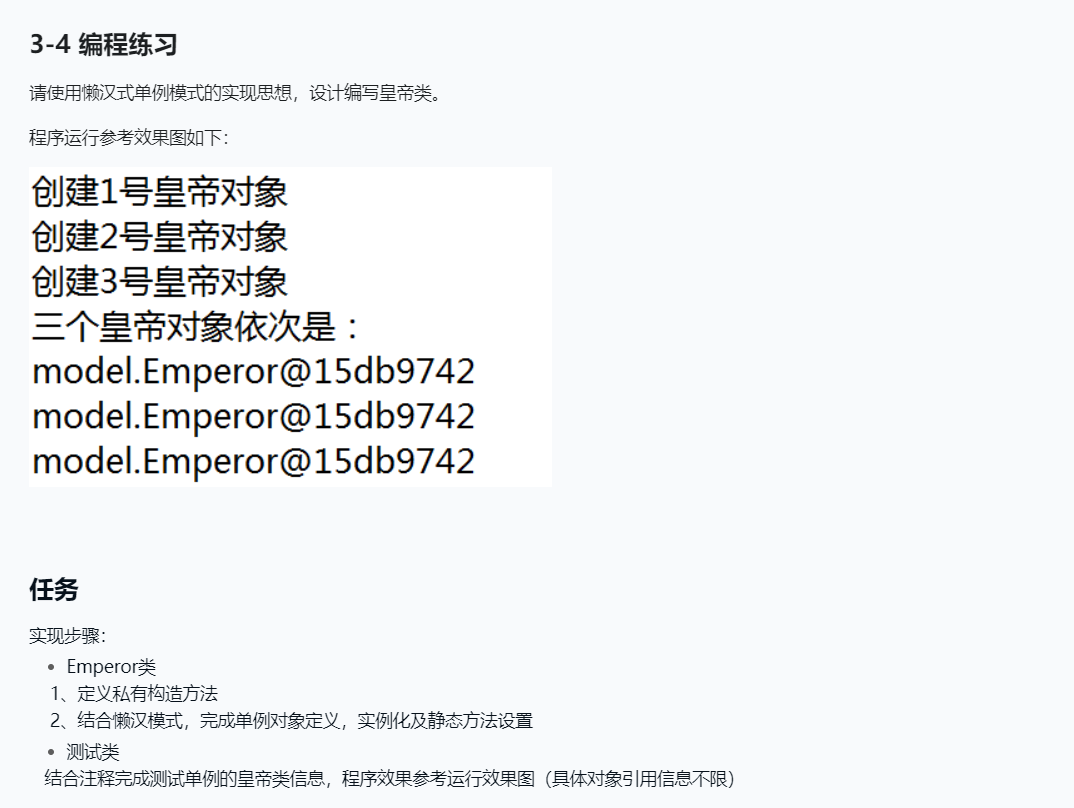 3-4 编程练习
请使用懒汉式单例模式的实现思想，设计编写皇帝类。
程序运行参考效果图如下：
创建1号皇帝对象
创建2号皇帝对象
创建3号皇帝对象
三个皇帝对象依次是：
model.Emperor@15db9742
model.Emperor@15db9742
model.Emperor@15db9742
任务
实现步骤：
• Emperor类
1、定义私有构造方法
2、结合懒汉模式，完成单例对象定义，实例化及静态方法设置
• 测试类
结合注释完成测试单例的皇帝类信息，程序效果参考运行效果图（具体对象引用信息不限）